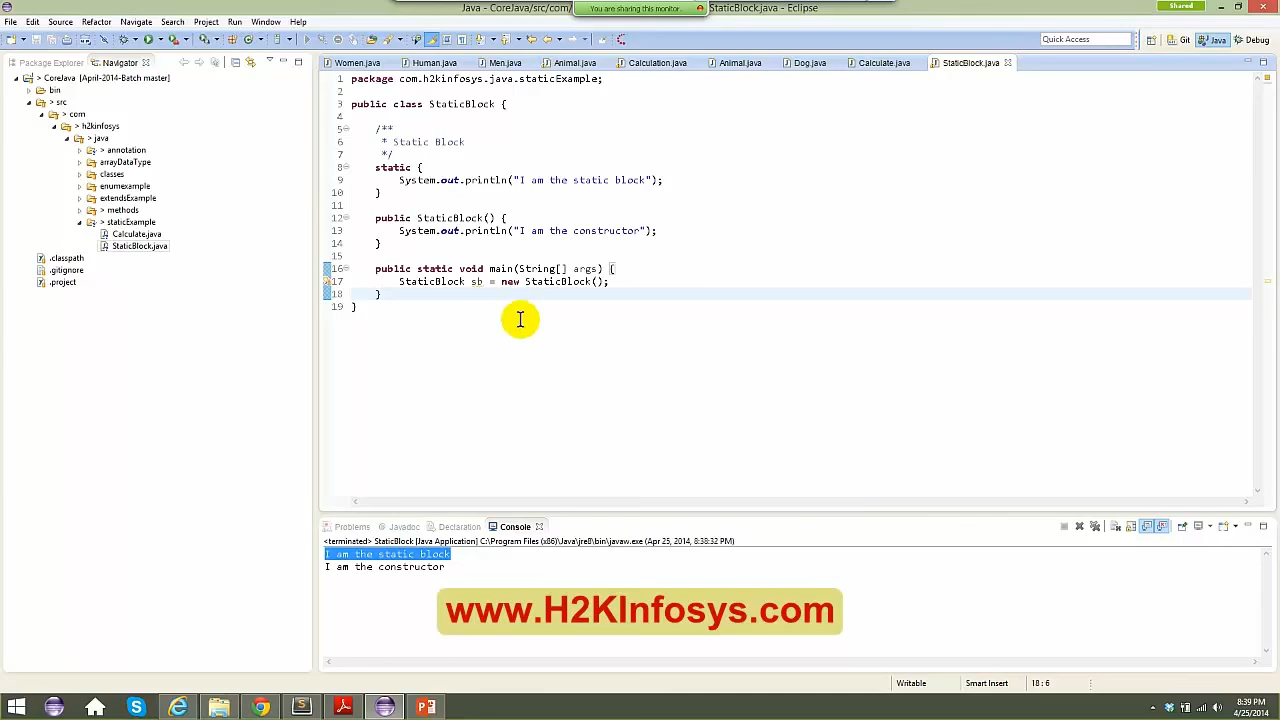 Java - CoreJava/src/com/
You are sharing this monitor.
StaticBlock.java - Eclipse
Shared
File Edit Source Refactor Navigate Search Project Run Window Help
Quick Access
Git
Java
Debug
Package Explorer
Navigator
Women.java
Human.java
Men.java
Animal.java
Calculation.java
Animal.java
Dog.java
Calculate.java
StaticBlock.java
> CoreJava [April-2014-Batch master]
bin
> src
> com
> h2kinfosys
> java
> annotation
arrayDataType
classes
enumexample
extendsExample
> methods
> staticExample
Calculate.java
StaticBlock.java
.classpath
.gitignore
.project
1 package com.h2kinfosys.java.staticExample;
2
3 public class StaticBlock {
4
5 /**
6 * Static Block
7 */
8 static {
9 System.out.println("I am the static block");
10 }
11
12 public StaticBlock() {
13 System.out.println("I am the constructor");
14 }
15
16 public static void main(String[] args) {
17 StaticBlock sb = new StaticBlock();
18 }
19 }
Problems
Javadoc
Declaration
Console
<terminated> StaticBlock [Java Application] C:\Program Files (x86)\Java\jre8\bin\javaw.exe (Apr 25, 2014, 8:38:32 PM)
I am the static block
I am the constructor
www.H2KInfosys.com
Writable
Smart Insert
18 : 6
8:39 PM
4/25/2014